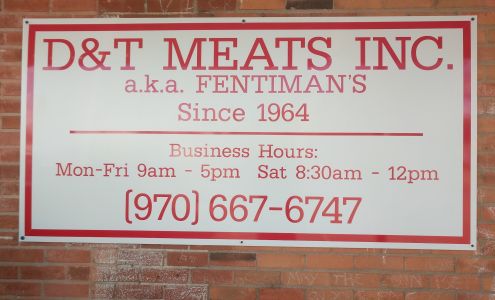 D&T MEATS INC.
a.k.a. FENTIMAN'S
Since 1964
Business Hours:
Mon-Fri 9am - 5pm Sat 8:30am - 12pm
(970) 667-6747